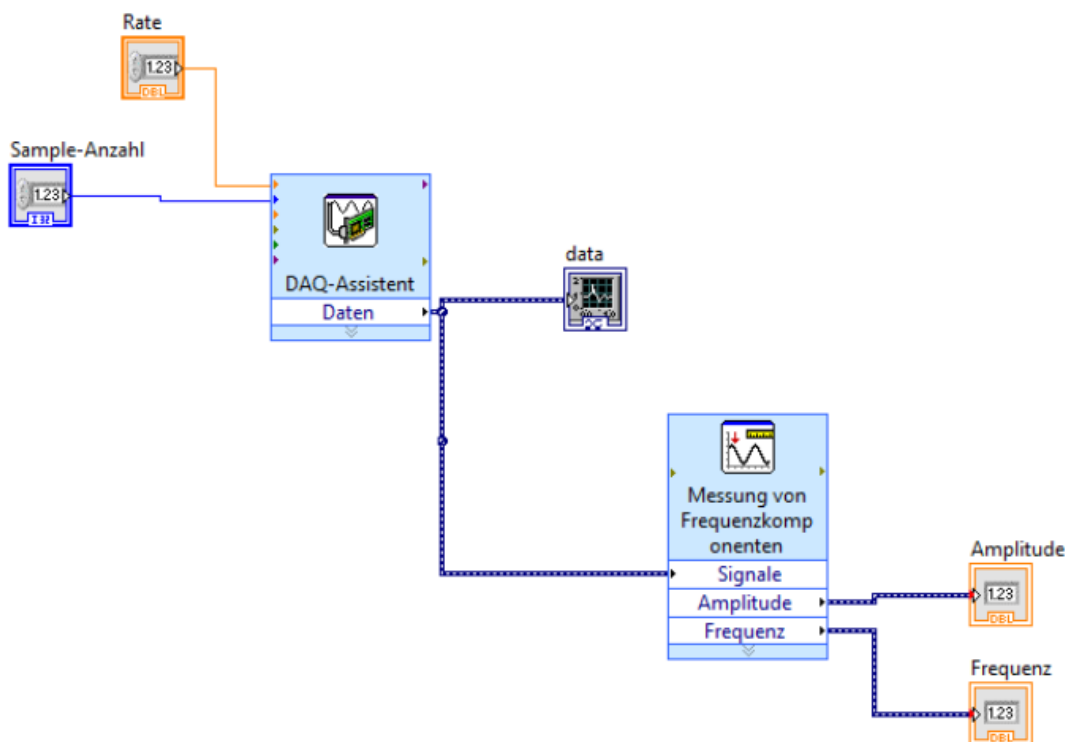 Rate
1.23
DBL
Sample-Anzahl
1.23
I32
DAQ-Assistent
Daten
data
Messung von
Frequenzkomp
onenten
Signale
Amplitude
Frequenz
Amplitude
1.23
DBL
Frequenz
1.23
DBL